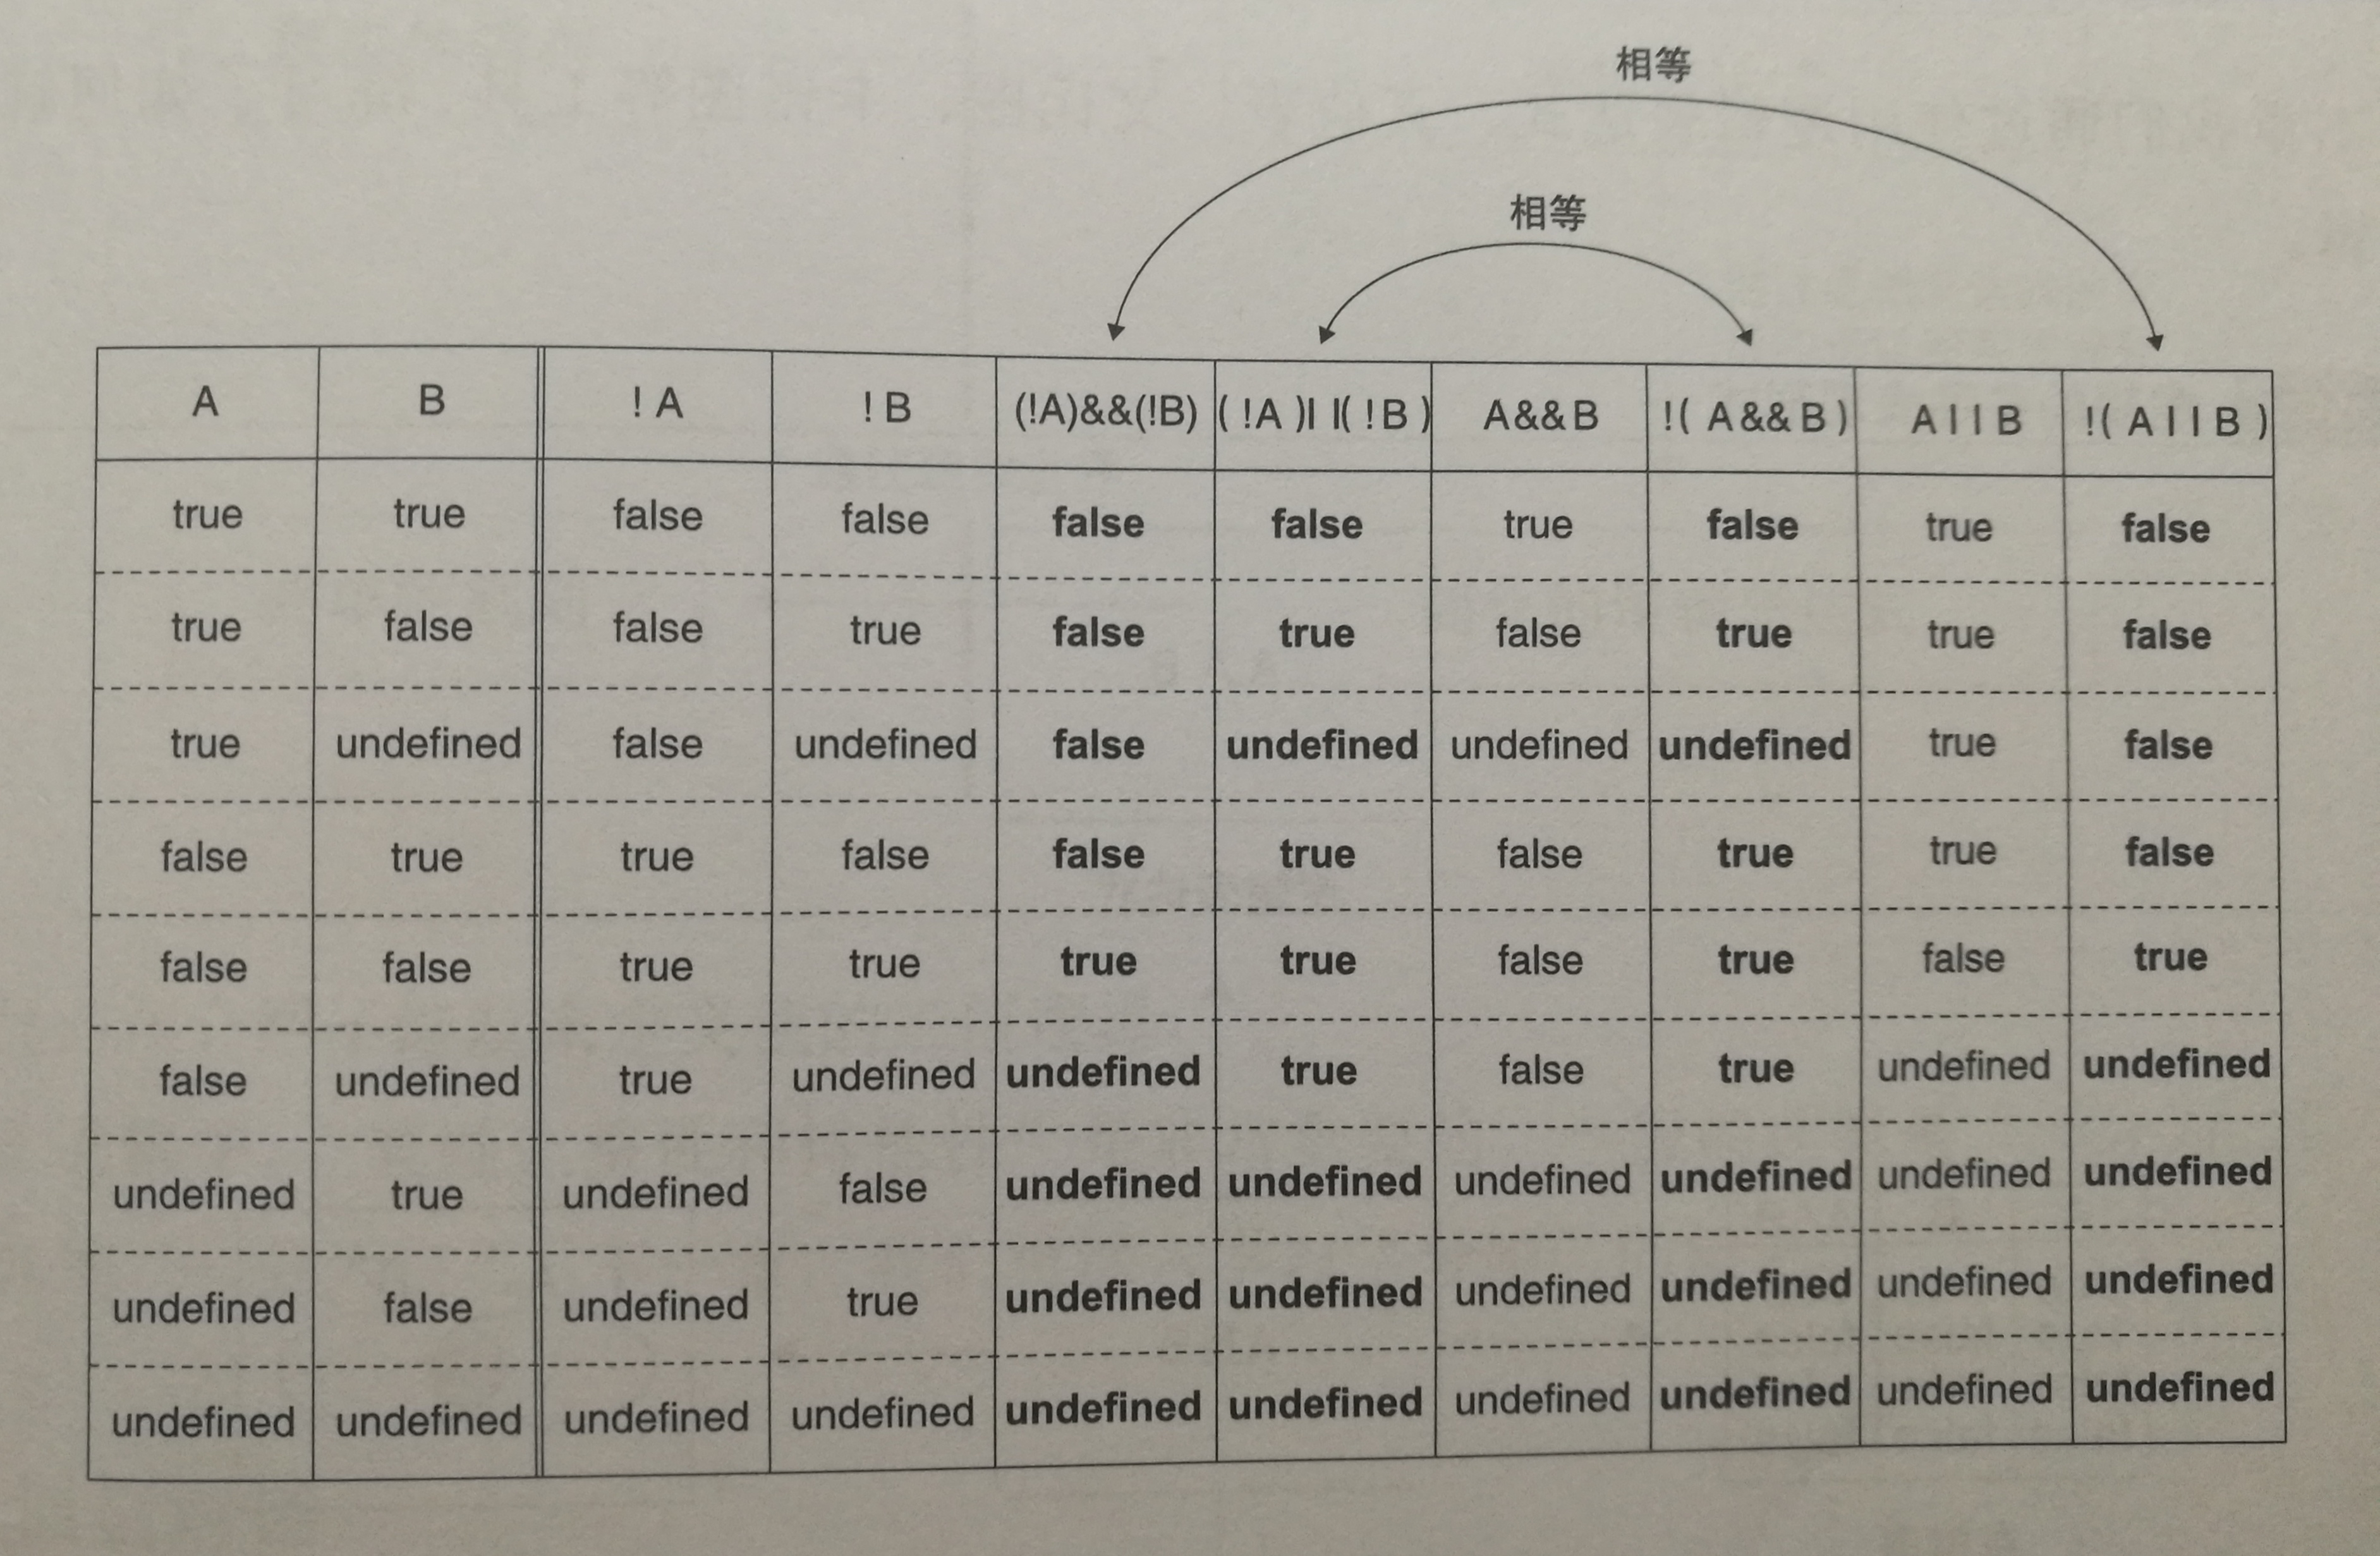 相等
相等
A B !A !B (!A)&&(!B) (!A)||(!B) A&&B !(A&&B) A||B !(A||B)
true true false false false false true false true false
true false false true false true false true true false
true undefined false undefined false undefined undefined undefined true false
false true true false false true false true true false
false false true true true true false true false true
false undefined true undefined undefined true false true undefined undefined
undefined true undefined false undefined undefined undefined undefined undefined undefined
undefined false undefined true undefined undefined undefined undefined undefined undefined
undefined undefined undefined undefined undefined undefined undefined undefined undefined undefined